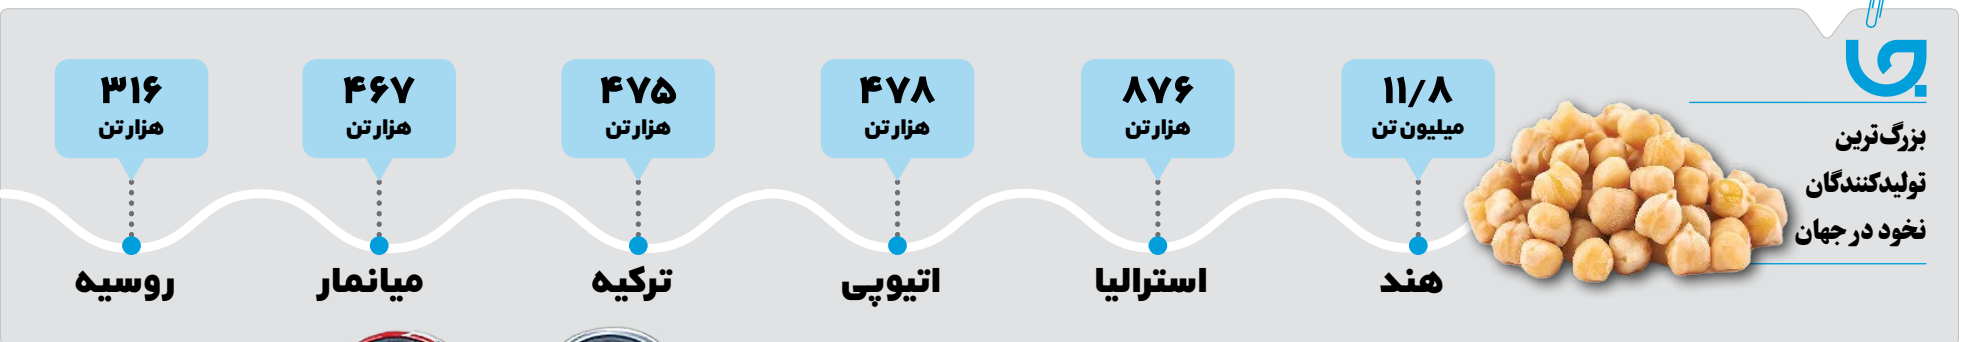 بزرگ‌ترین
تولیدکنندگان
نخود در جهان
۱۱/۸
میلیون تن
هند
۸۷۶
هزار تن
استرالیا
۴۷۸
هزار تن
اتیوپی
۴۷۵
هزار تن
ترکیه
۴۶۷
هزار تن
میانمار
۳۱۶
هزار تن
روسیه